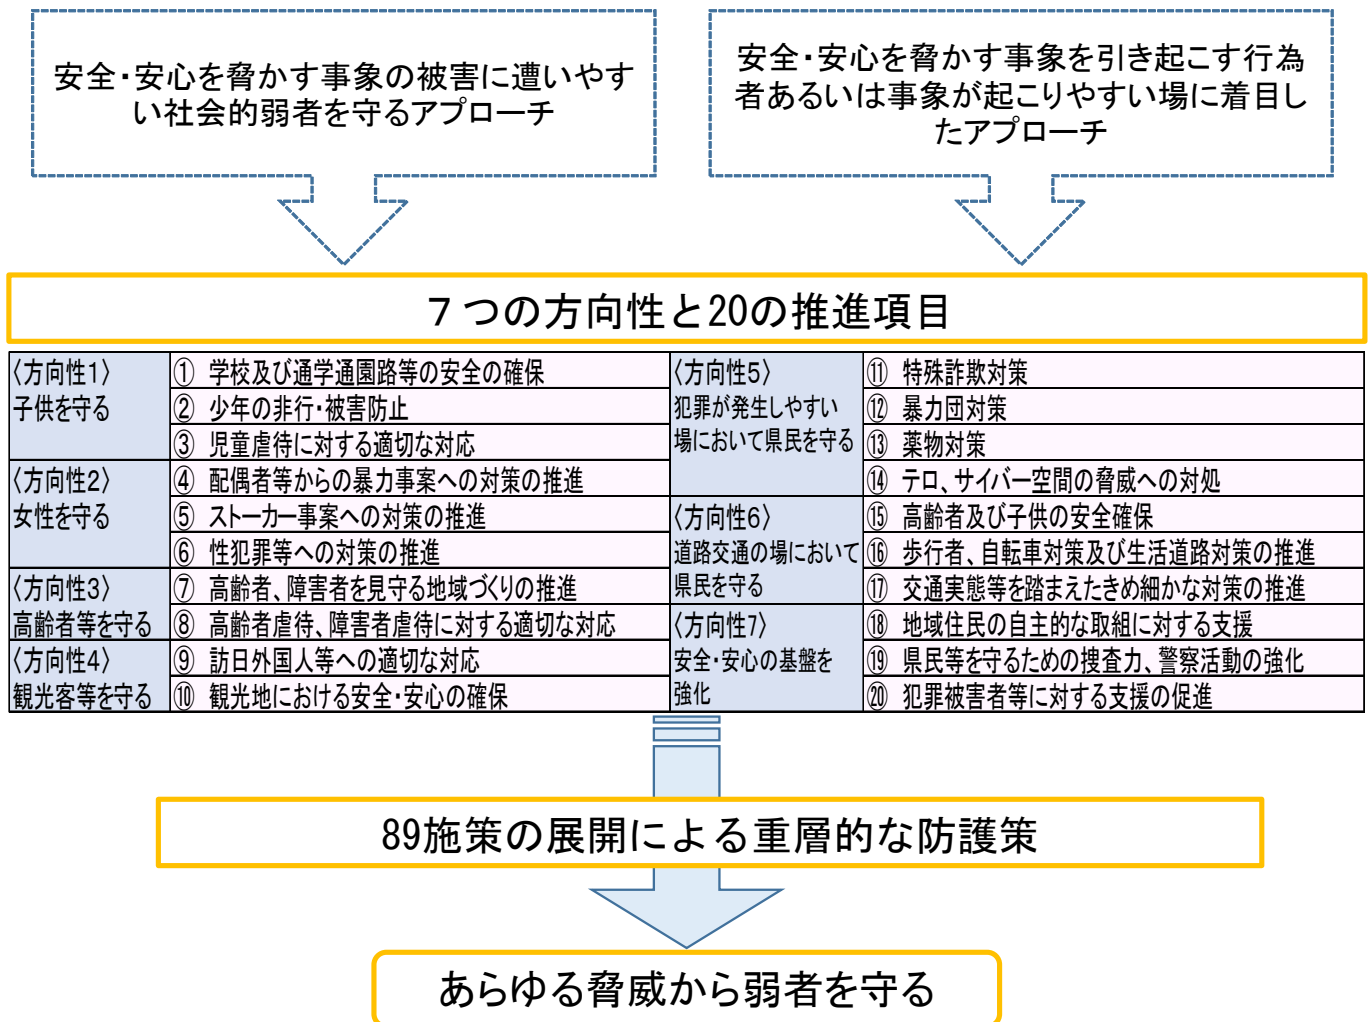 安全・安心を脅かす事象の被害に遭いやす
い社会的弱者を守るアプローチ
安全・安心を脅かす事象を引き起こす行為
者あるいは事象が起こりやすい場に着目し
たアプローチ
７つの方向性と20の推進項目
〈方向性1〉
子供を守る
① 学校及び通学通園路等の安全の確保
② 少年の非行・被害防止
③ 児童虐待に対する適切な対応
〈方向性2〉
女性を守る
④ 配偶者等からの暴力事案への対策の推進
⑤ ストーカー事案への対策の推進
⑥ 性犯罪等への対策の推進
〈方向性3〉
高齢者等を守る
⑦ 高齢者、障害者を見守る地域づくりの推進
⑧ 高齢者虐待、障害者虐待に対する適切な対応
〈方向性4〉
観光客等を守る
⑨ 訪日外国人等への適切な対応
⑩ 観光地における安全・安心の確保
〈方向性5〉
犯罪が発生しやすい
場において県民を守る
⑪ 特殊詐欺対策
⑫ 暴力団対策
⑬ 薬物対策
⑭ テロ、サイバー空間の脅威への対処
〈方向性6〉
道路交通の場において
県民を守る
⑮ 高齢者及び子供の安全確保
⑯ 歩行者、自転車対策及び生活道路対策の推進
⑰ 交通実態等を踏まえたきめ細かな対策の推進
〈方向性7〉
安全・安心の基盤を
強化
⑱ 地域住民の自主的な取組に対する支援
⑲ 県民等を守るための捜査力、警察活動の強化
⑳ 犯罪被害者等に対する支援の促進
89施策の展開による重層的な防護策
あらゆる脅威から弱者を守る